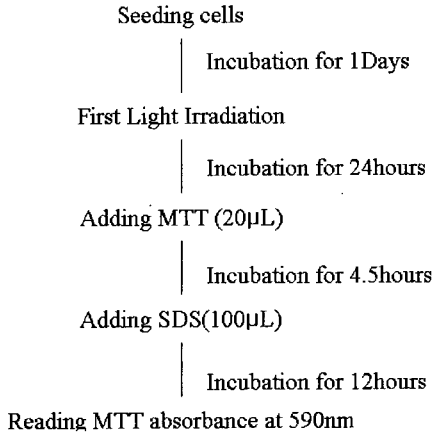 Seeding cells
Incubation for 1Days
First Light Irradiation
Incubation for 24hours
Adding MTT (20μL)
Incubation for 4.5hours
Adding SDS(100μL)
Incubation for 12hours
Reading MTT absorbance at 590nm